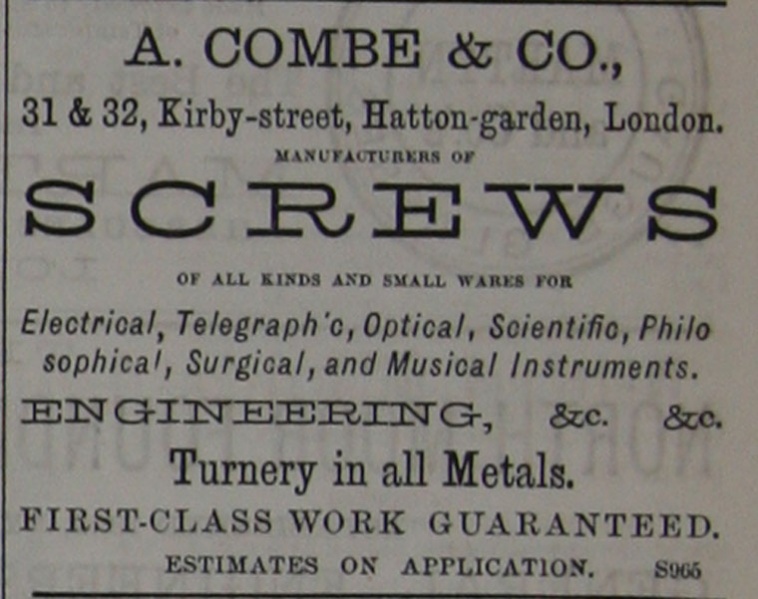 A. COMBE & CO.,
31 & 32, Kirby-street, Hatton-garden, London.
MANUFACTURERS OF
SCREWS
OF ALL KINDS AND SMALL WARES FOR
Electrical, Telegraph'c, Optical, Scientific, Philo
sophical, Surgical, and Musical Instruments.
ENGINEERING, &c. &c.
Turnery in all Metals.
FIRST-CLASS WORK GUARANTEED.
ESTIMATES ON APPLICATION. S965